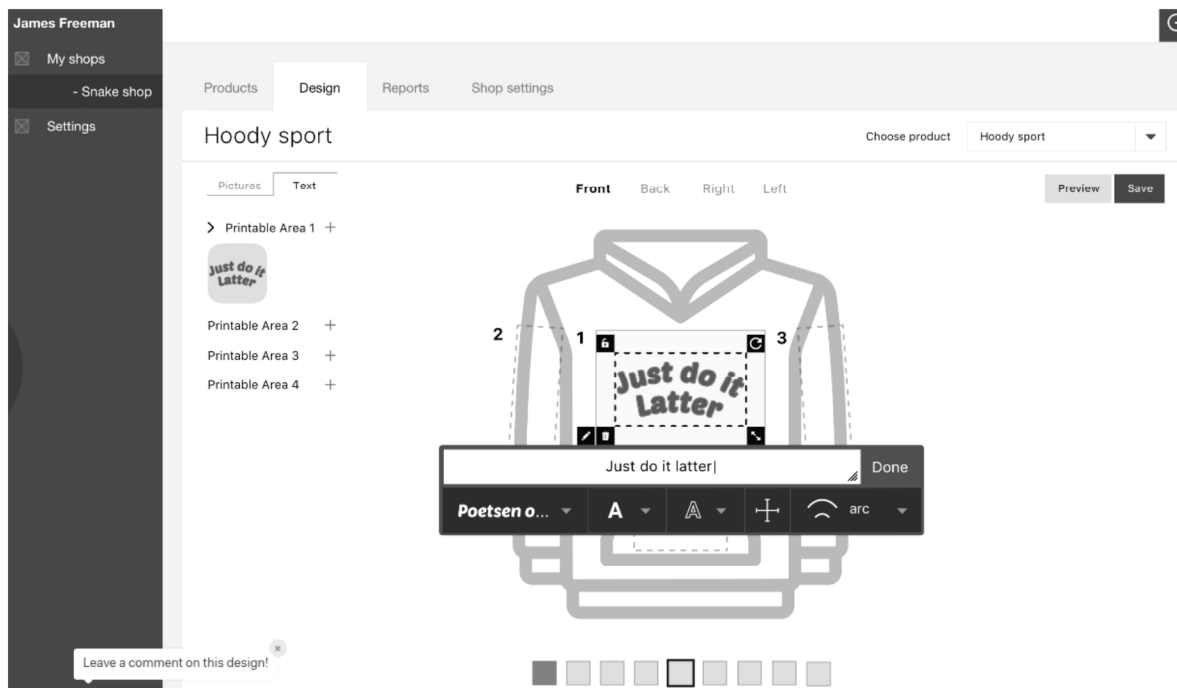 James Freeman
My shops
- Snake shop
Settings
Products Design Reports Shop settings
Hoody sport
Choose product Hoody sport
Pictures Text
Front Back Right Left
Preview Save
Printable Area 1 +
Just do it
Latter
Printable Area 2 +
Printable Area 3 +
Printable Area 4 +
2 1 3
Just do it
Latter
Just do it latter
Done
Poetsen o... A A arc
Leave a comment on this design!